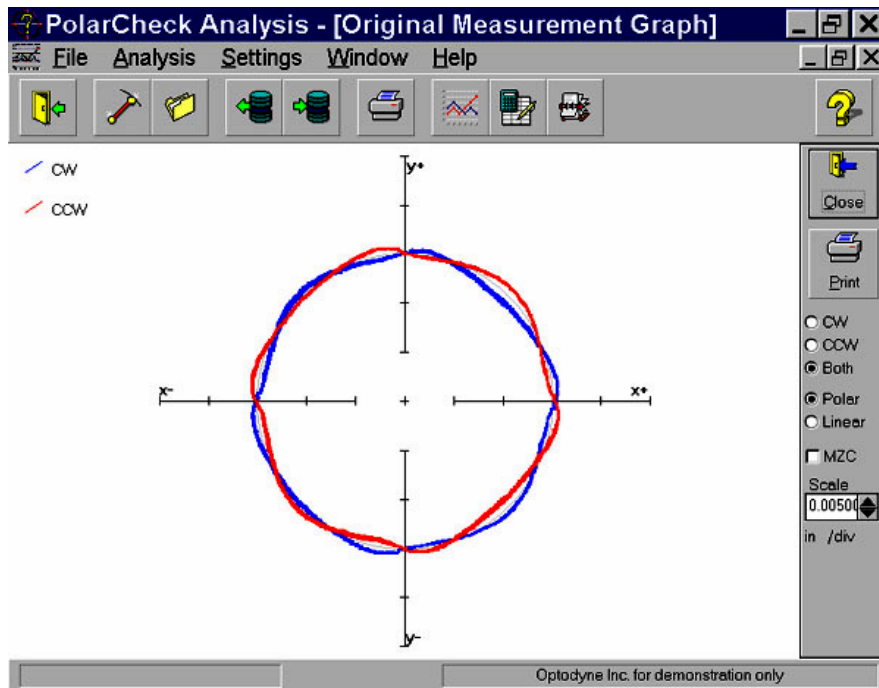 PolarCheck Analysis - [Original Measurement Graph]
File Analysis Settings Window Help
CW
CCW
y+
x-
x+
y-
Close
Print
CW
CCW
Both
Polar
Linear
MZC
Scale
0.00500
in /div
Optodyne Inc. for demonstration only